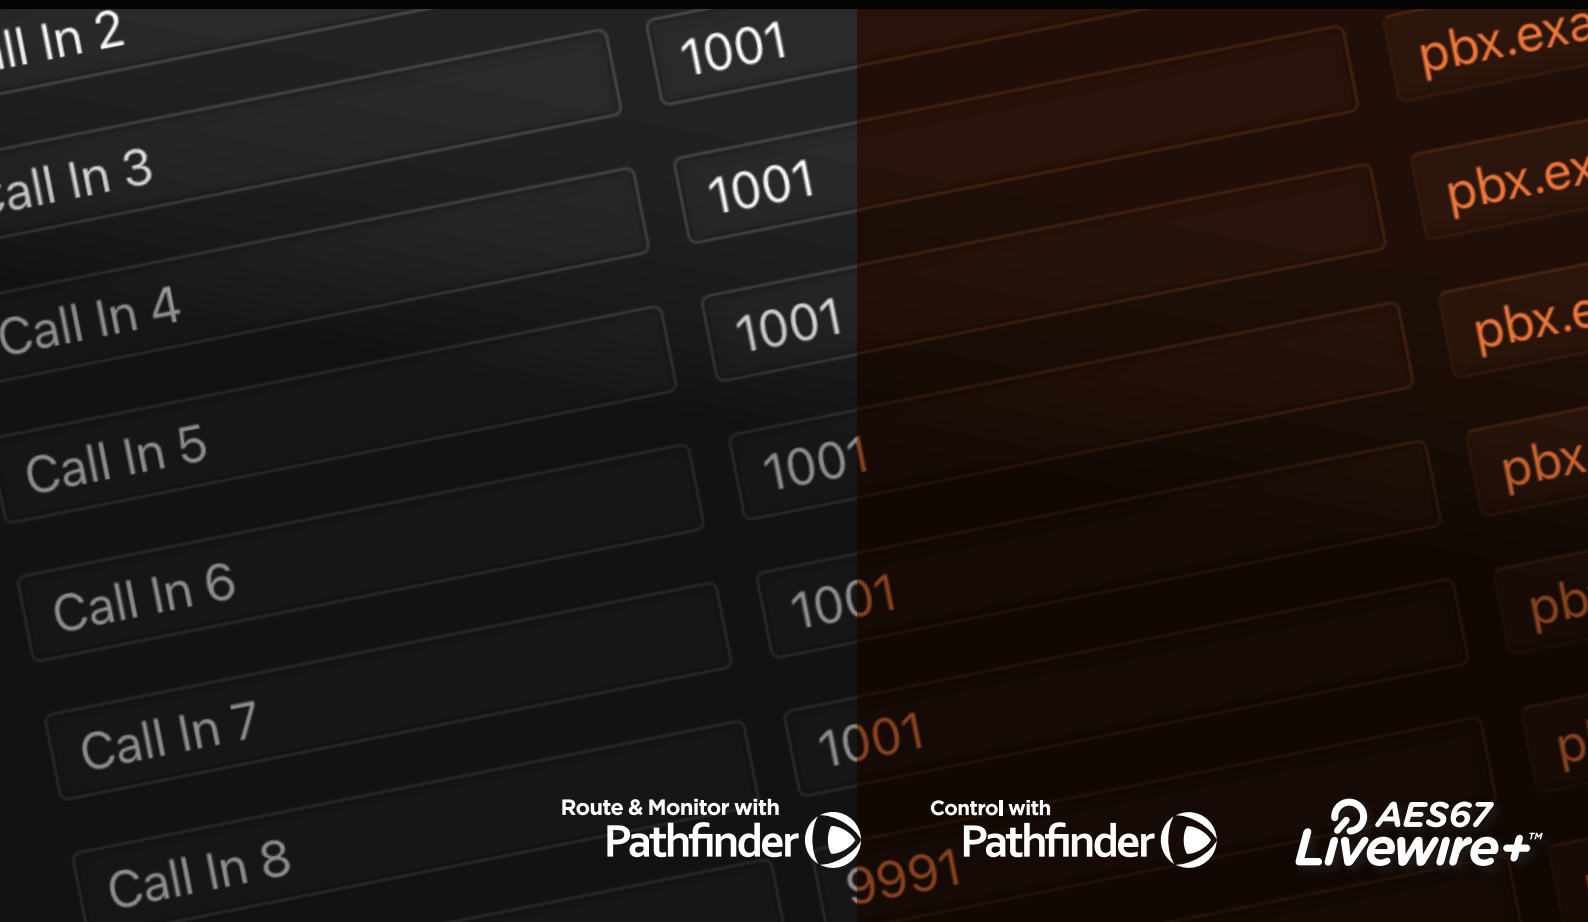 ll In 2
1001
pbx.exa
Call In 3
1001
pbx.ex
Call In 4
1001
pbx.e
Call In 5
1001
pbx.
Call In 6
1001
pb
Call In 7
1001
p
Call In 8
9991
Route & Monitor with
Pathfinder
Control with
Pathfinder
AES67
Livewire+™